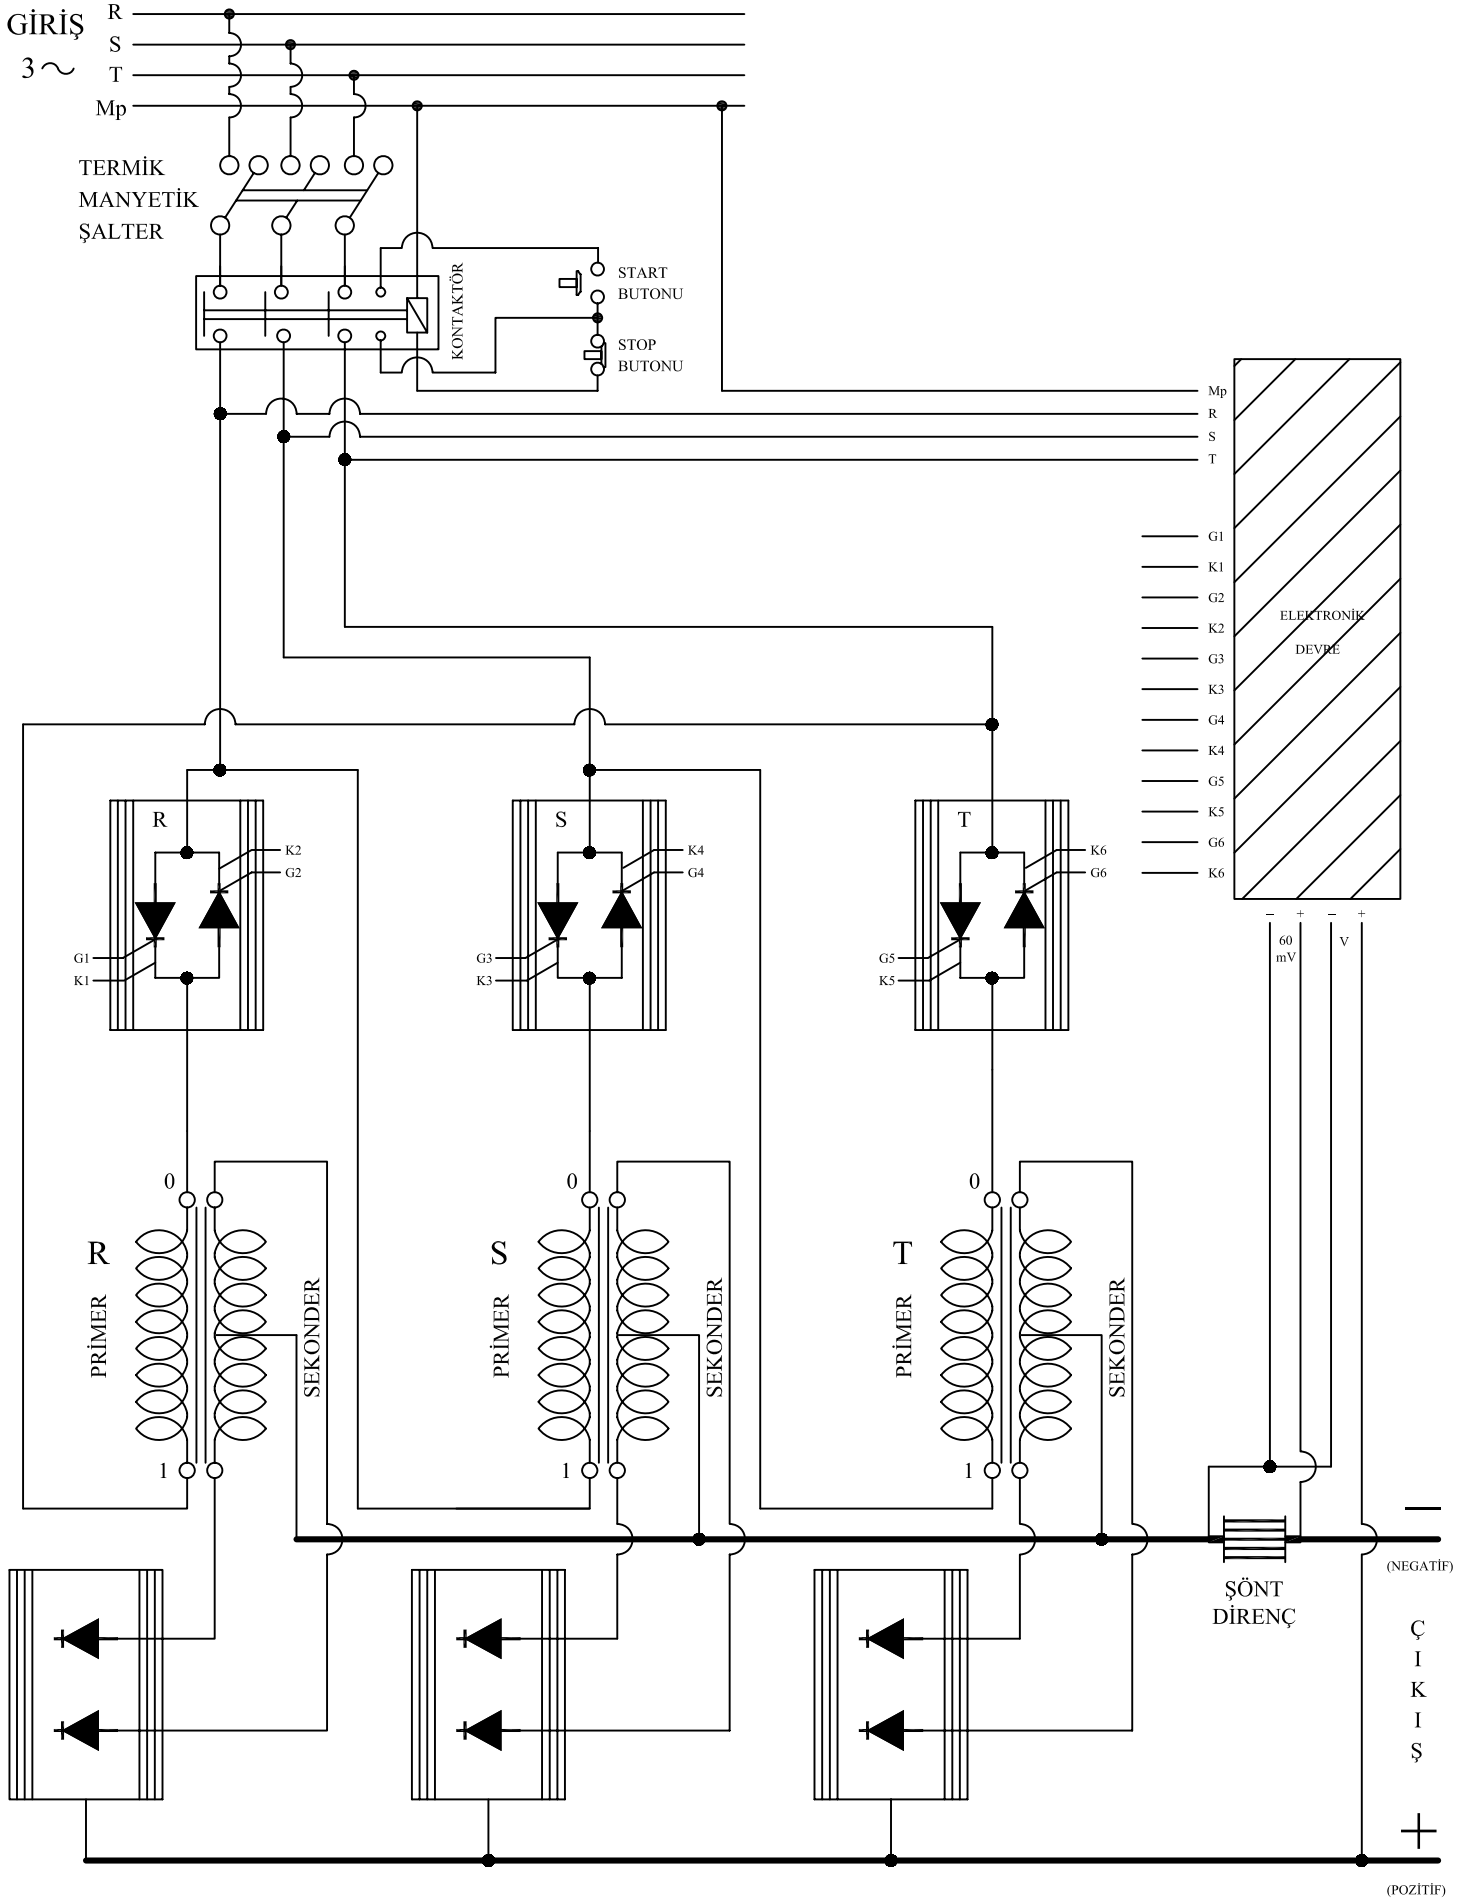 GİRİŞ
3
R
S
T
Mp
TERMİK
MANYETİK
ŞALTER
KONTAKTÖR
START
BUTONU
STOP
BUTONU
Mp
R
S
T
G1
K1
G2
K2
G3
K3
G4
K4
G5
K5
G6
K6
ELEKTRONİK
DEVRE
− + − +
60
mV
V
R
K2
G2
G1
K1
S
K4
G4
G3
K3
T
K6
G6
G5
K5
0
R
PRİMER
SEKONDER
1
0
S
PRİMER
SEKONDER
1
0
T
PRİMER
SEKONDER
1
−
(NEGATİF)
ŞÖNT
DİRENÇ
Ç
I
K
I
Ş
+
(POZİTİF)